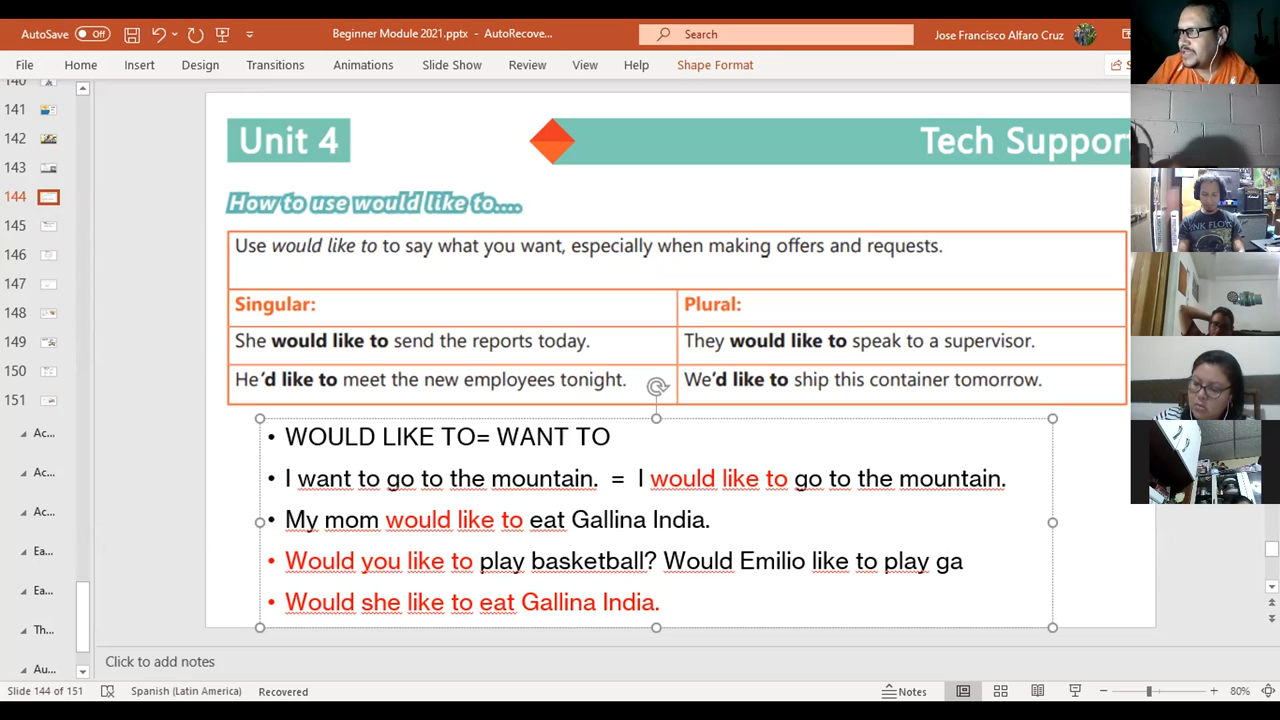 AutoSave Off Beginner Module 2021.pptx - AutoRecove... Search Jose Francisco Alfaro Cruz
File Home Insert Design Transitions Animations Slide Show Review View Help Shape Format
140
141
142
143
144
145
146
147
148
149
150
151
Ac...
Ac...
Ac...
Ea...
Ea...
Th...
Au...
Unit 4 Tech Suppor
How to use would like to....
Use would like to to say what you want, especially when making offers and requests.
Singular: Plural:
She would like to send the reports today. They would like to speak to a supervisor.
He'd like to meet the new employees tonight. We'd like to ship this container tomorrow.
• WOULD LIKE TO= WANT TO
• I want to go to the mountain. = I would like to go to the mountain.
• My mom would like to eat Gallina India.
• Would you like to play basketball? Would Emilio like to play ga
• Would she like to eat Gallina India.
Click to add notes
Slide 144 of 151 Spanish (Latin America) Recovered Notes 80%